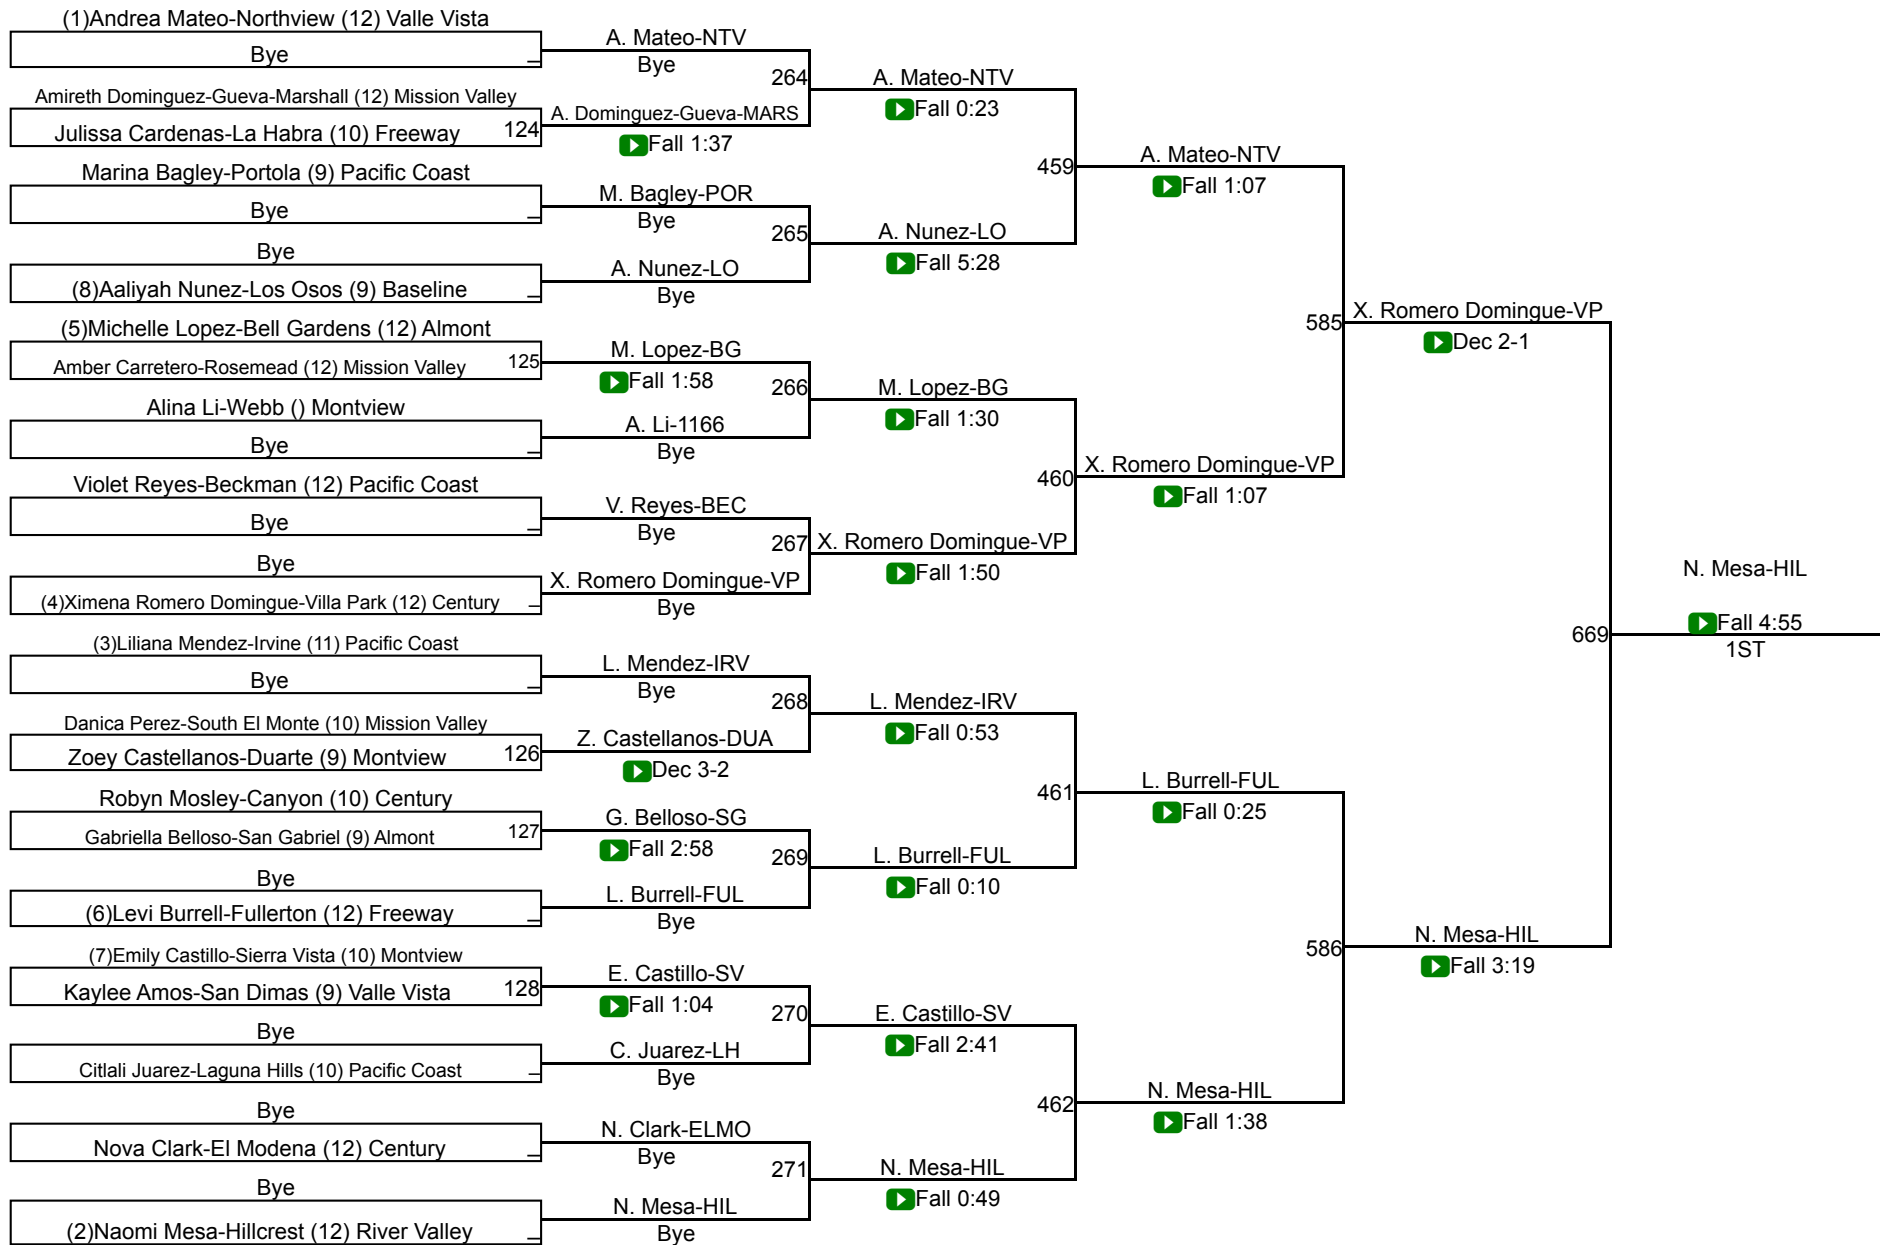 (1)Andrea Mateo-Northview (12) Valle Vista
Bye
Amireth Dominguez-Gueva-Marshall (12) Mission Valley
Julissa Cardenas-La Habra (10) Freeway 124
Marina Bagley-Portola (9) Pacific Coast
Bye
Bye
(8)Aaliyah Nunez-Los Osos (9) Baseline
(5)Michelle Lopez-Bell Gardens (12) Almont
Amber Carretero-Rosemead (12) Mission Valley 125
Alina Li-Webb () Montview
Bye
Violet Reyes-Beckman (12) Pacific Coast
Bye
Bye
(4)Ximena Romero Domingue-Villa Park (12) Century
(3)Liliana Mendez-Irvine (11) Pacific Coast
Bye
Danica Perez-South El Monte (10) Mission Valley
Zoey Castellanos-Duarte (9) Montview 126
Robyn Mosley-Canyon (10) Century
Gabriella Belloso-San Gabriel (9) Almont 127
Bye
(6)Levi Burrell-Fullerton (12) Freeway
(7)Emily Castillo-Sierra Vista (10) Montview
Kaylee Amos-San Dimas (9) Valle Vista 128
Bye
Citlali Juarez-Laguna Hills (10) Pacific Coast
Bye
Nova Clark-El Modena (12) Century
Bye
(2)Naomi Mesa-Hillcrest (12) River Valley
A. Mateo-NTV
Bye
264
A. Dominguez-Gueva-MARS
Fall 1:37
M. Bagley-POR
Bye
265
A. Nunez-LO
Bye
M. Lopez-BG
Fall 1:58
266
A. Li-1166
Bye
V. Reyes-BEC
Bye
267
X. Romero Domingue-VP
Bye
L. Mendez-IRV
Bye
268
Z. Castellanos-DUA
Dec 3-2
G. Belloso-SG
Fall 2:58
269
L. Burrell-FUL
Bye
E. Castillo-SV
Fall 1:04
270
C. Juarez-LH
Bye
N. Clark-ELMO
Bye
271
N. Mesa-HIL
Bye
A. Mateo-NTV
Fall 0:23
459
A. Nunez-LO
Fall 5:28
M. Lopez-BG
Fall 1:30
460
X. Romero Domingue-VP
Fall 1:50
L. Mendez-IRV
Fall 0:53
461
L. Burrell-FUL
Fall 0:10
E. Castillo-SV
Fall 2:41
462
N. Mesa-HIL
Fall 0:49
A. Mateo-NTV
Fall 1:07
585
X. Romero Domingue-VP
Fall 1:07
L. Burrell-FUL
Fall 0:25
586
N. Mesa-HIL
Fall 1:38
X. Romero Domingue-VP
Dec 2-1
669
N. Mesa-HIL
Fall 3:19
N. Mesa-HIL
Fall 4:55
1ST